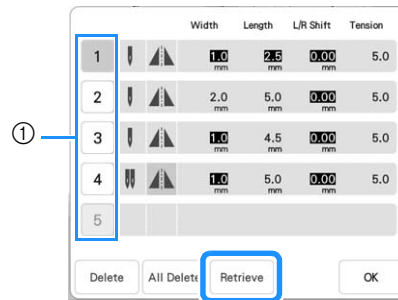 Width Length L/R Shift Tension
1 1.0 mm 2.5 mm 0.00 mm 5.0
2 2.0 mm 5.0 mm 0.00 mm 5.0
① 3 1.0 mm 4.5 mm 0.00 mm 5.0
4 1.0 mm 5.0 mm 0.00 mm 5.0
5
Delete All Delete Retrieve OK